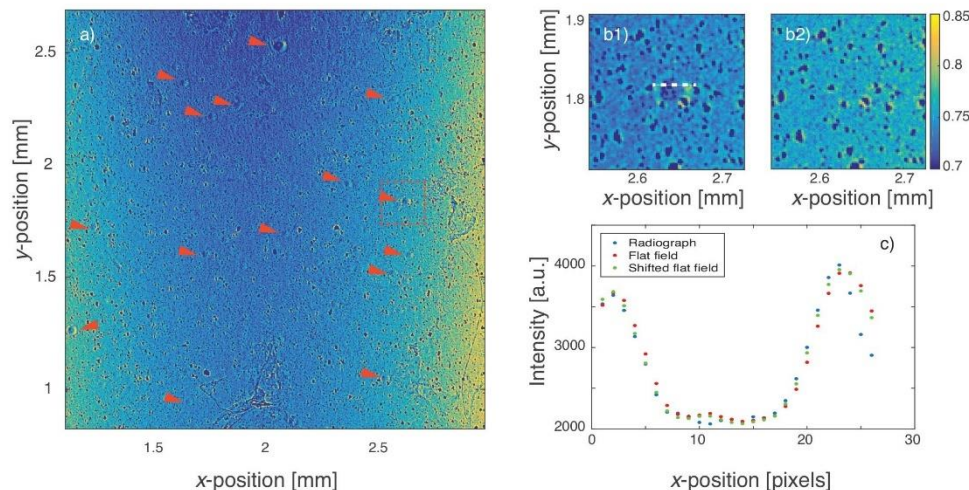 a)
2.5
2
1.5
1
1.5
2
2.5
y-position [mm]
x-position [mm]
b1)
1.9
1.8
y-position [mm]
2.6
2.7
x-position [mm]
b2)
2.6
2.7
x-position [mm]
0.85
0.8
0.75
0.7
c)
Radiograph
Flat field
Shifted flat field
4000
3000
2000
Intensity [a.u.]
0
10
20
30
x-position [pixels]